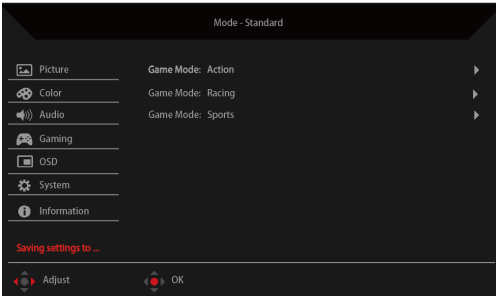 Mode - Standard
Picture
Game Mode: Action
Color
Game Mode: Racing
Audio
Game Mode: Sports
Gaming
OSD
System
Information
Saving settings to ...
Adjust
OK